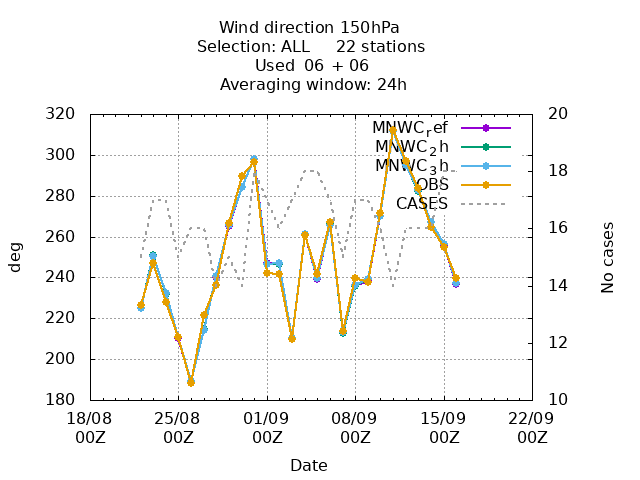 Wind direction 150hPa
Selection: ALL 22 stations
Used 06 + 06
Averaging window: 24h
320 20
300 18
280
260 16
240 14
220
200 12
180 10
deg
No cases
MNWC_ref
MNWC_2h
MNWC_3h
OBS
CASES
18/08 25/08 01/09 08/09 15/09 22/09
00Z 00Z 00Z 00Z 00Z 00Z
Date